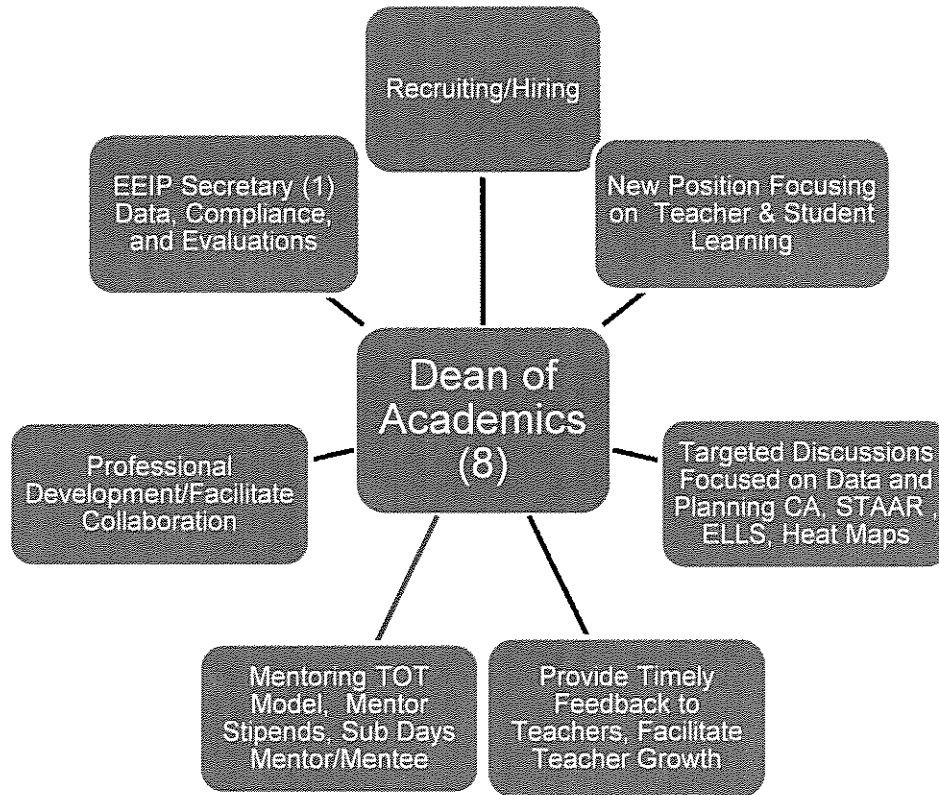 Recruiting/Hiring
EEIP Secretary (1)
Data, Compliance,
and Evaluations
New Position Focusing
on Teacher & Student
Learning
Dean of
Academics
(8)
Professional
Development/Facilitate
Collaboration
Targeted Discussions
Focused on Data and
Planning CA, STAAR ,
ELLS, Heat Maps
Mentoring TOT
Model, Mentor
Stipends, Sub Days
Mentor/Mentee
Provide Timely
Feedback to
Teachers, Facilitate
Teacher Growth